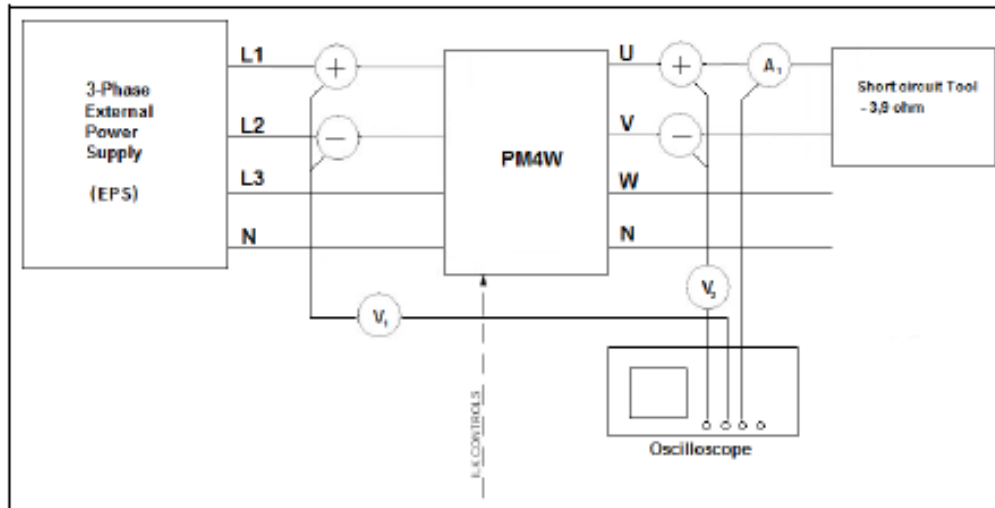 3-Phase
External
Power
Supply
(EPS)
L1
L2
L3
N
+
−
V1
PM4W
U
V
W
N
+
−
A1
V2
Short circuit Tool
- 3,9 ohm
CONTROLS
Oscilloscope